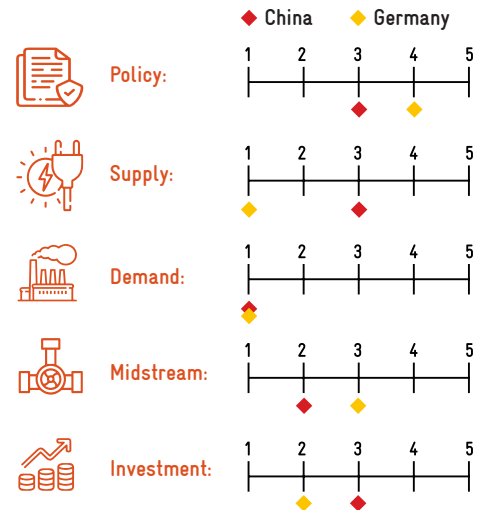 China Germany
1 2 3 4 5
Policy:
1 2 3 4 5
Supply:
1 2 3 4 5
Demand:
1 2 3 4 5
Midstream:
1 2 3 4 5
Investment: